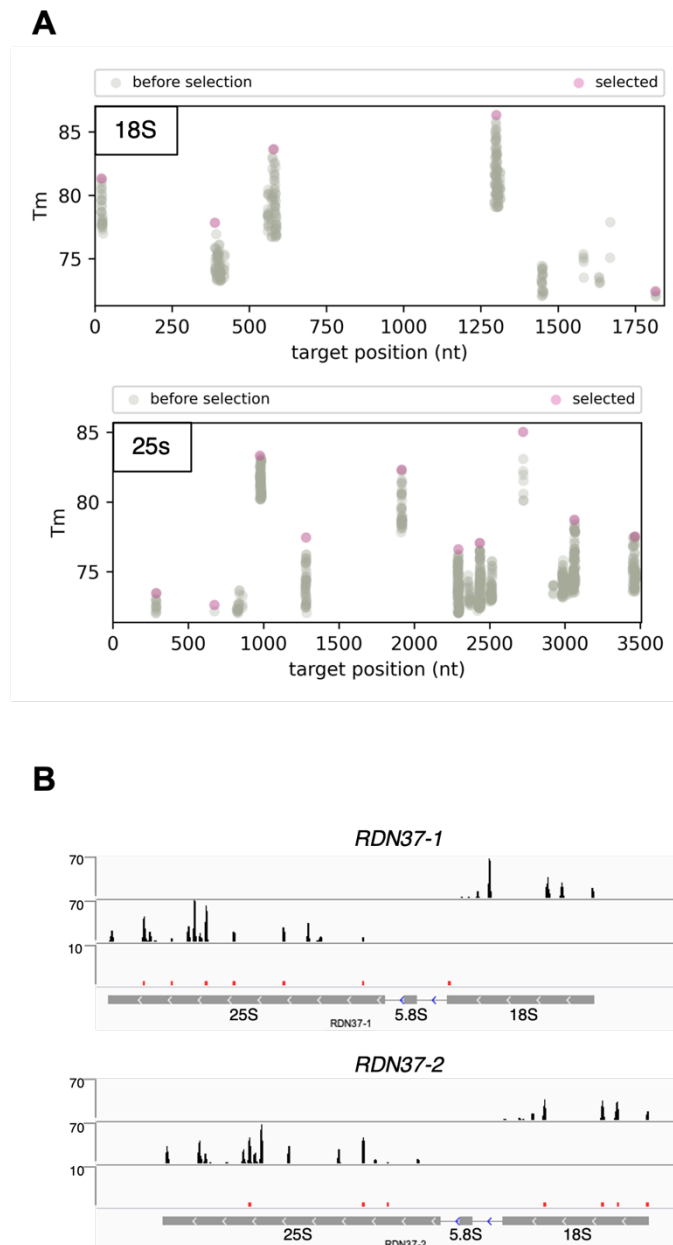 A
before selection selected
18S
85
80
75
Tm
0 250 500 750 1000 1250 1500 1750
target position (nt)
before selection selected
25s
85
80
75
Tm
0 500 1000 1500 2000 2500 3000 3500
target position (nt)
B
RDN37-1
70
70
10
25S 5.8S 18S
RDN37-1
RDN37-2
70
70
10
25S 5.8S 18S
RDN37-2